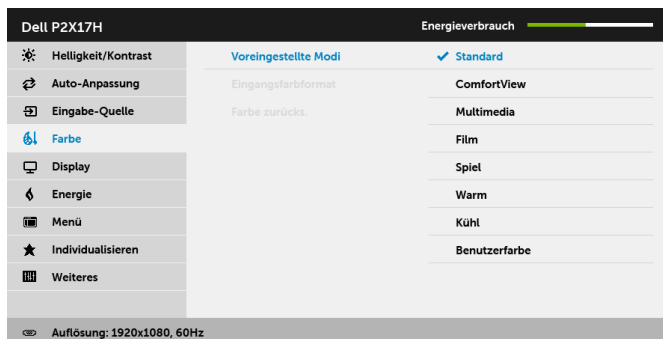 Dell P2X17H Energieverbrauch
Helligkeit/Kontrast Voreingestellte Modi Standard
Auto-Anpassung Eingangsfarbformat ComfortView
Eingabe-Quelle Farbe zurücks. Multimedia
Farbe Film
Display Spiel
Energie Warm
Menü Kühl
Individualisieren Benutzerfarbe
Weiteres
Auflösung: 1920x1080, 60Hz